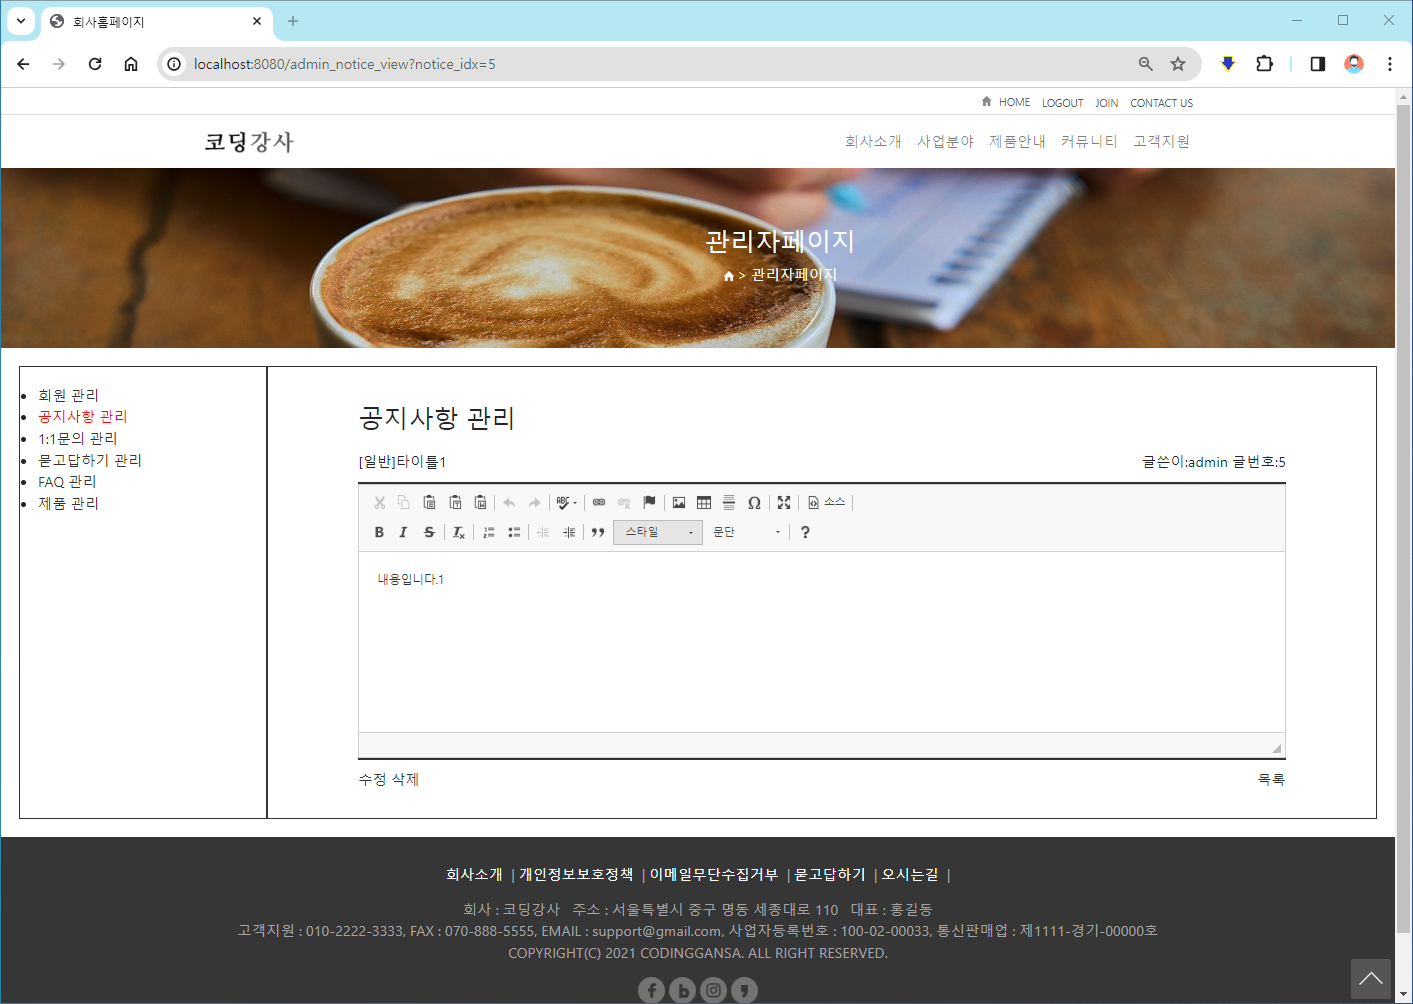 회사홈페이지
localhost:8080/admin_notice_view?notice_idx=5
HOME LOGOUT JOIN CONTACT US
코딩강사
회사소개 사업분야 제품안내 커뮤니티 고객지원
관리자페이지
> 관리자페이지
회원 관리
공지사항 관리
1:1문의 관리
묻고답하기 관리
FAQ 관리
제품 관리
공지사항 관리
[일반]타이틀1
글쓴이:admin 글번호:5
소스
스타일 문단
내용입니다.1
수정 삭제
목록
회사소개 | 개인정보보호정책 | 이메일무단수집거부 | 묻고답하기 | 오시는길 |
회사 : 코딩강사 주소 : 서울특별시 중구 명동 세종대로 110 대표 : 홍길동
고객지원 : 010-2222-3333, FAX : 070-888-5555, EMAIL : support@gmail.com, 사업자등록번호 : 100-02-00033, 통신판매업 : 제1111-경기-00000호
COPYRIGHT(C) 2021 CODINGGANSA. ALL RIGHT RESERVED.